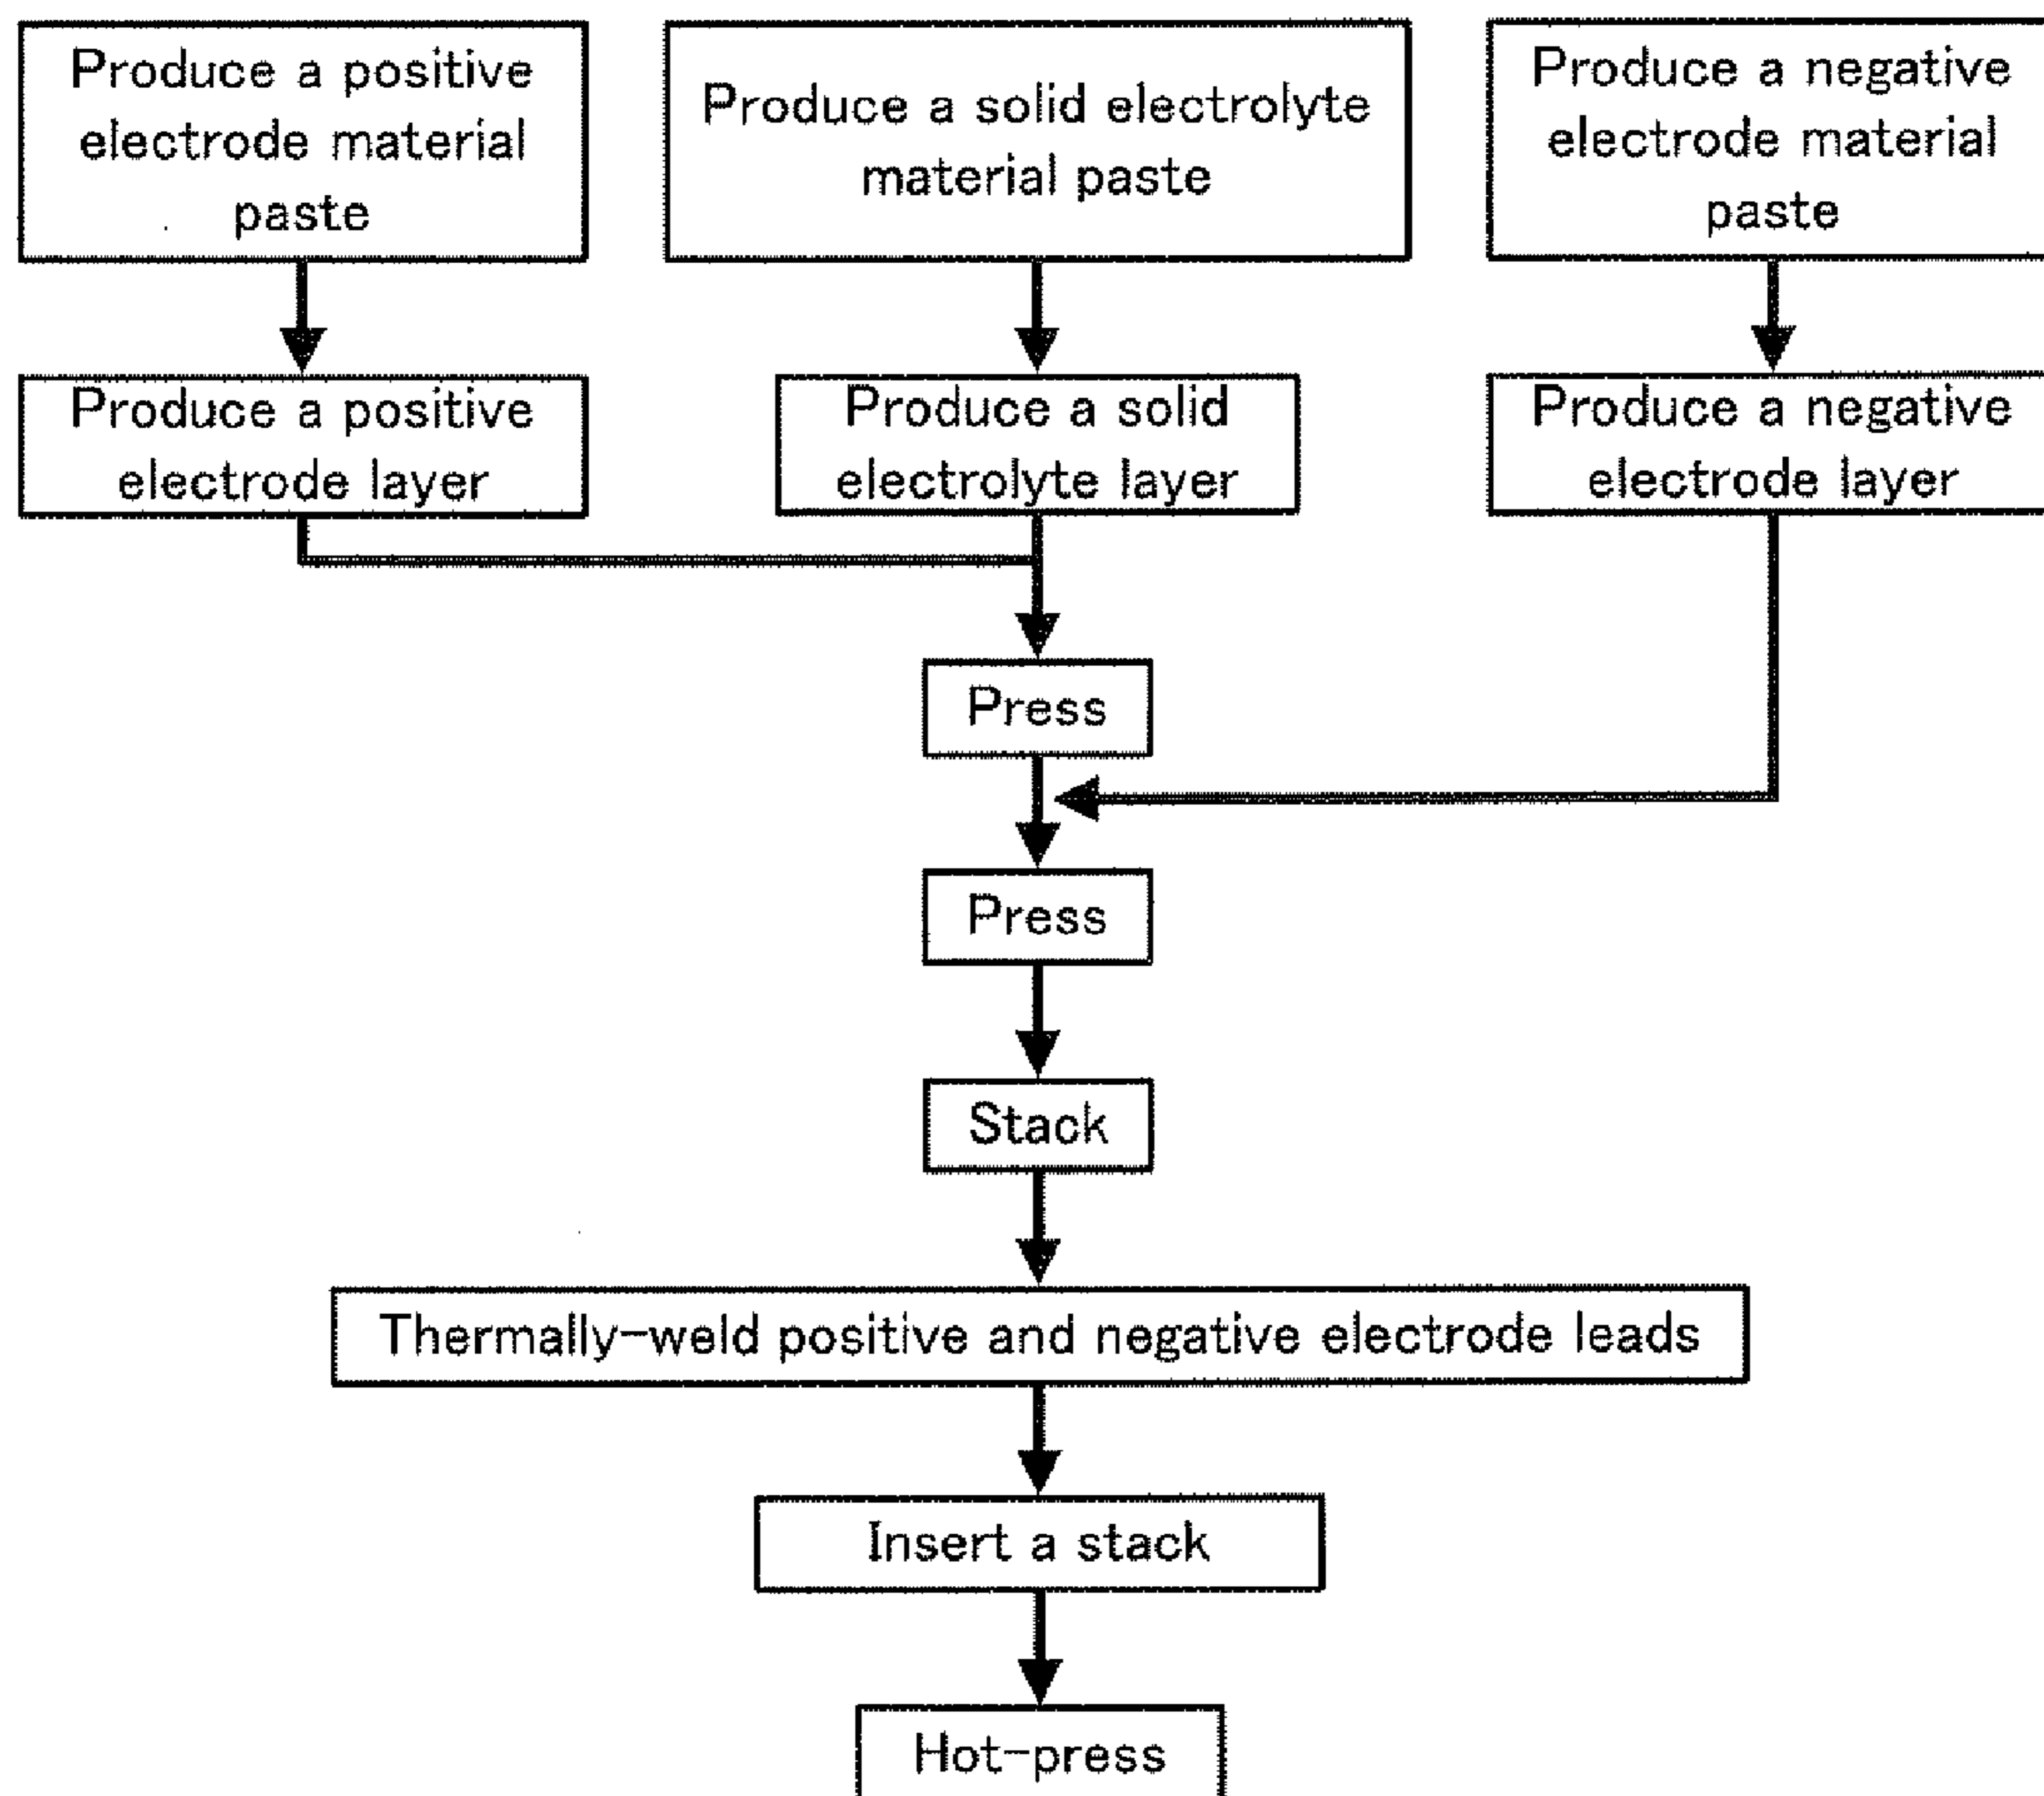 Produce a positive
electrode material
paste
Produce a solid electrolyte
material paste
Produce a negative
electrode material
paste
Produce a positive
electrode layer
Produce a solid
electrolyte layer
Produce a negative
electrode layer
Press
Press
Stack
Thermally-weld positive and negative electrode leads
Insert a stack
Hot-press